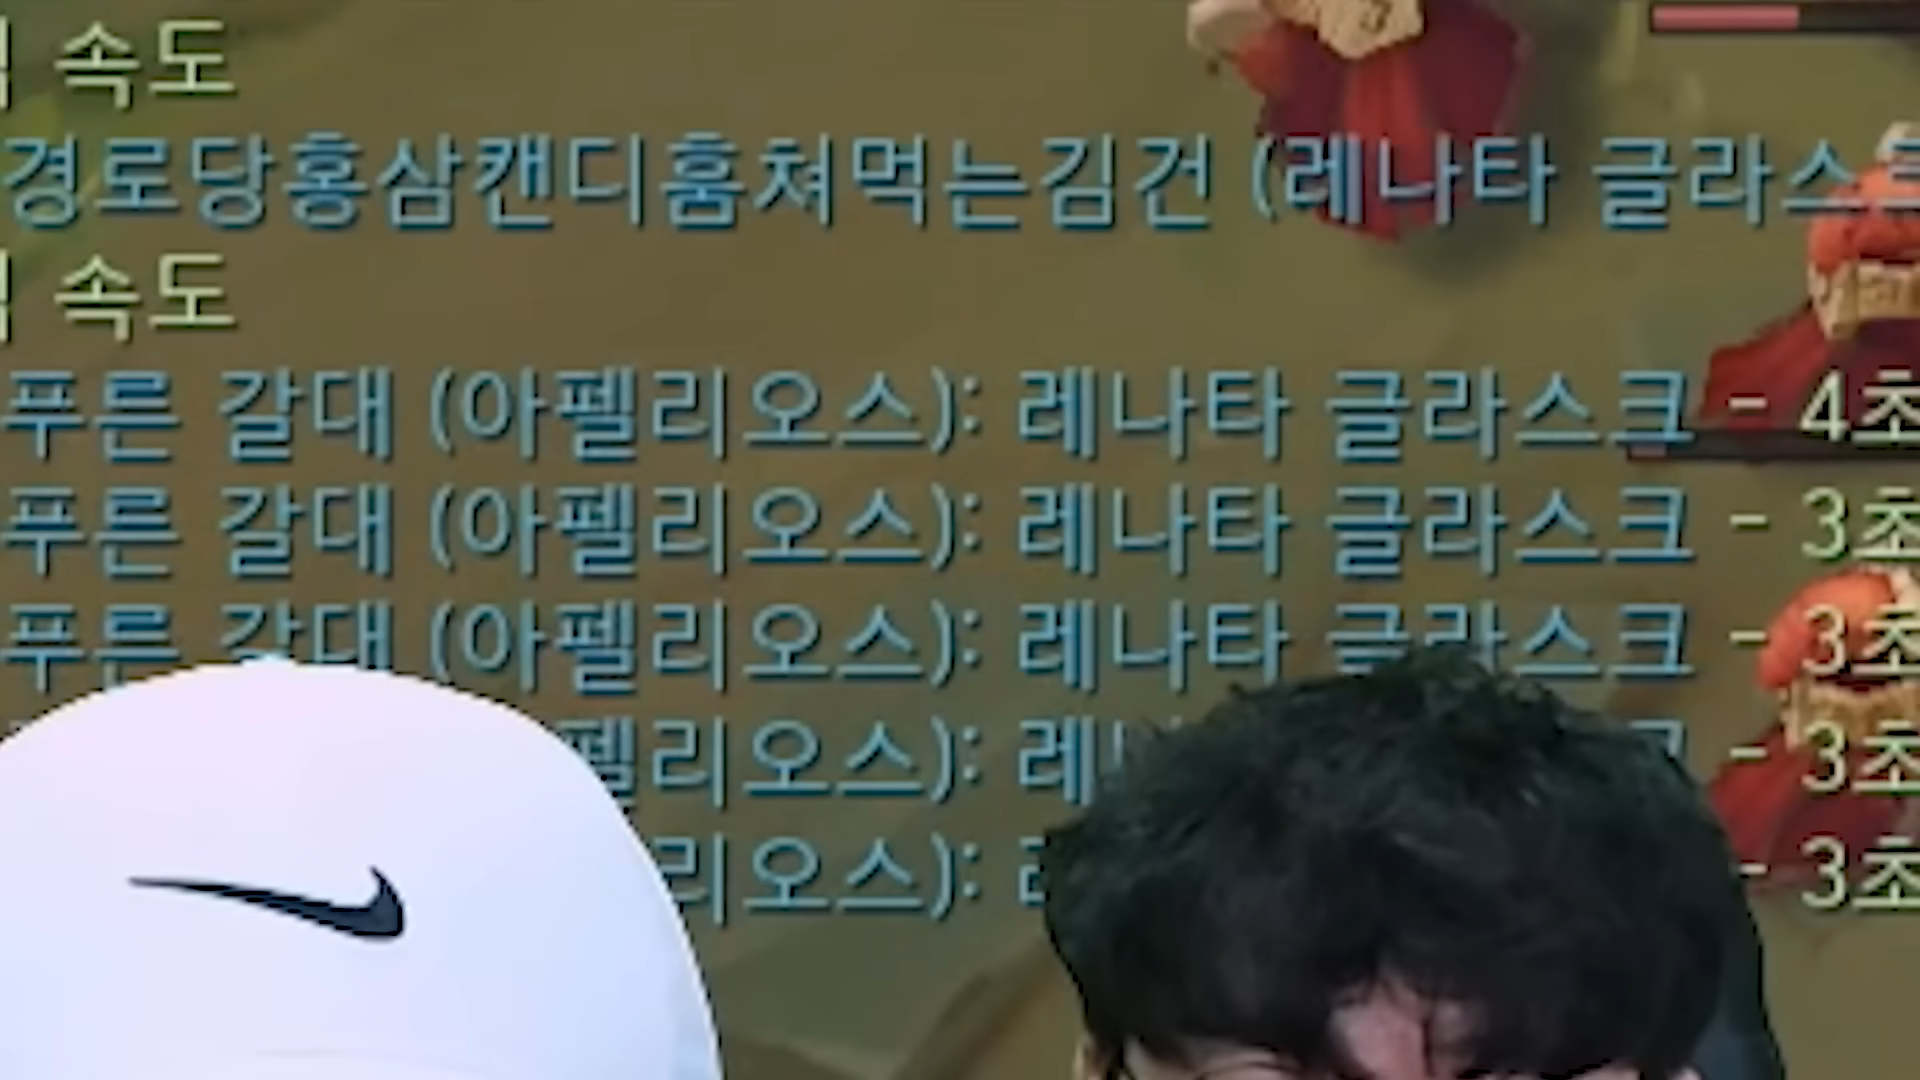 속도
경로당홍삼캔디훔쳐먹는김건 (레나타 글라스크
속도
푸른 갈대 (아펠리오스): 레나타 글라스크 - 4초
푸른 갈대 (아펠리오스): 레나타 글라스크 - 3초
푸른 갈대 (아펠리오스): 레나타 글라스크 - 3초
펠리오스): 레 - 3초
리오스): - 3초